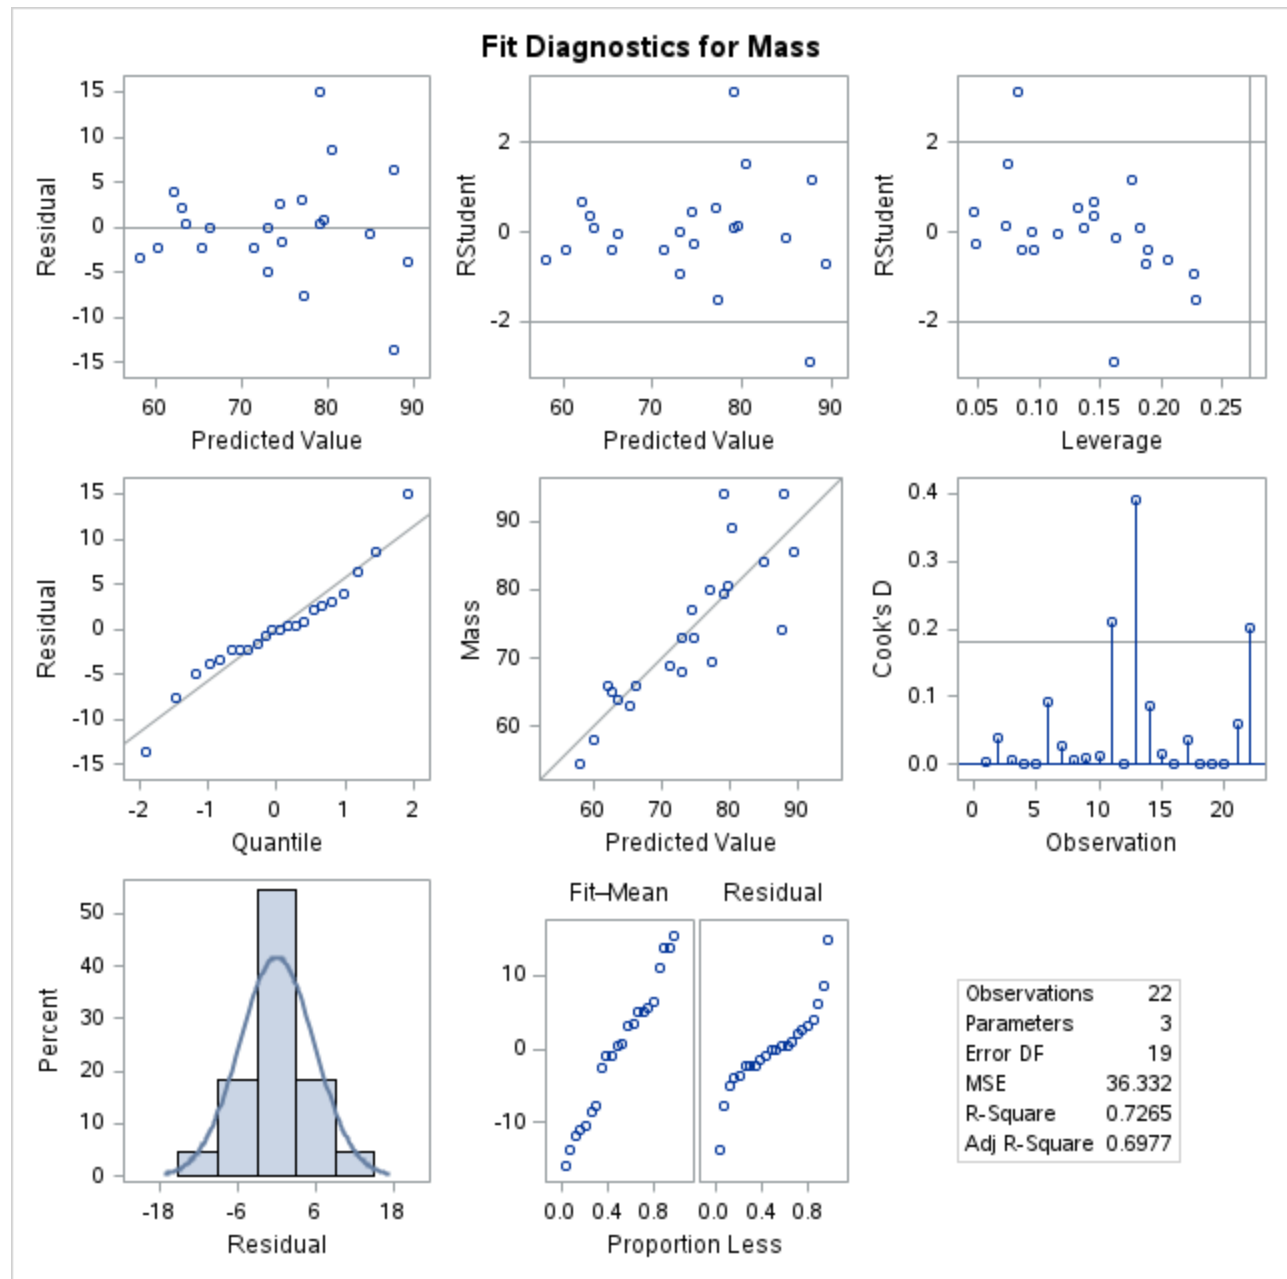 Fit Diagnostics for Mass
15
10
5
0
-5
-10
-15
Residual
60 70 80 90
Predicted Value
2
0
-2
RStudent
60 70 80 90
Predicted Value
2
0
-2
RStudent
0.05 0.10 0.15 0.20 0.25
Leverage
15
10
5
0
-5
-10
-15
Residual
-2 -1 0 1 2
Quantile
90
80
70
60
Mass
60 70 80 90
Predicted Value
0.4
0.3
0.2
0.1
0.0
Cook's D
0 5 10 15 20
Observation
50
40
30
20
10
0
Percent
-18 -6 6 18
Residual
Fit–Mean Residual
10
0
-10
0.0 0.4 0.8 0.0 0.4 0.8
Proportion Less
Observations 22
Parameters 3
Error DF 19
MSE 36.332
R-Square 0.7265
Adj R-Square 0.6977